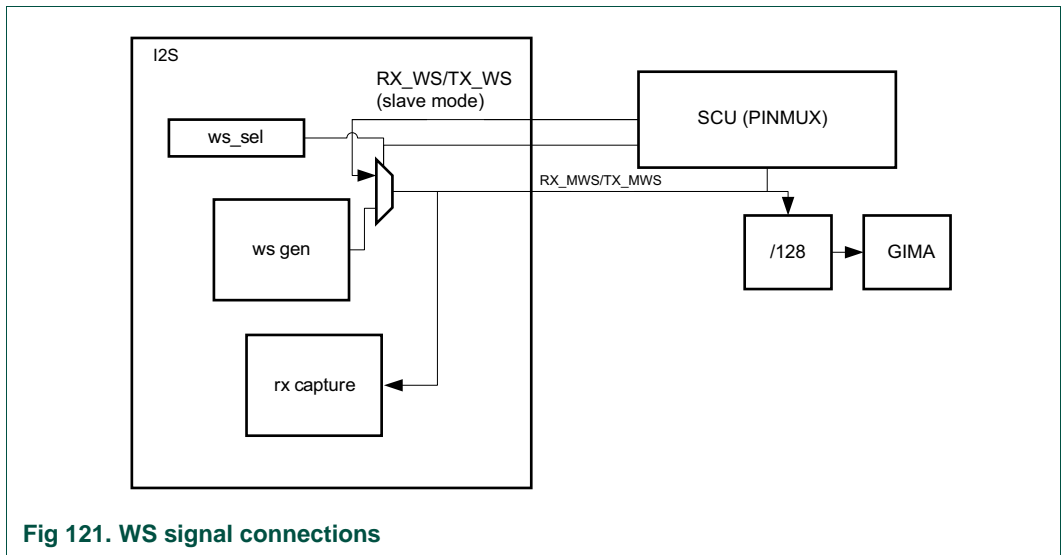 I2S
RX_WS/TX_WS
(slave mode)
SCU (PINMUX)
ws_sel
RX_MWS/TX_MWS
ws gen
/128
GIMA
rx capture
Fig 121. WS signal connections